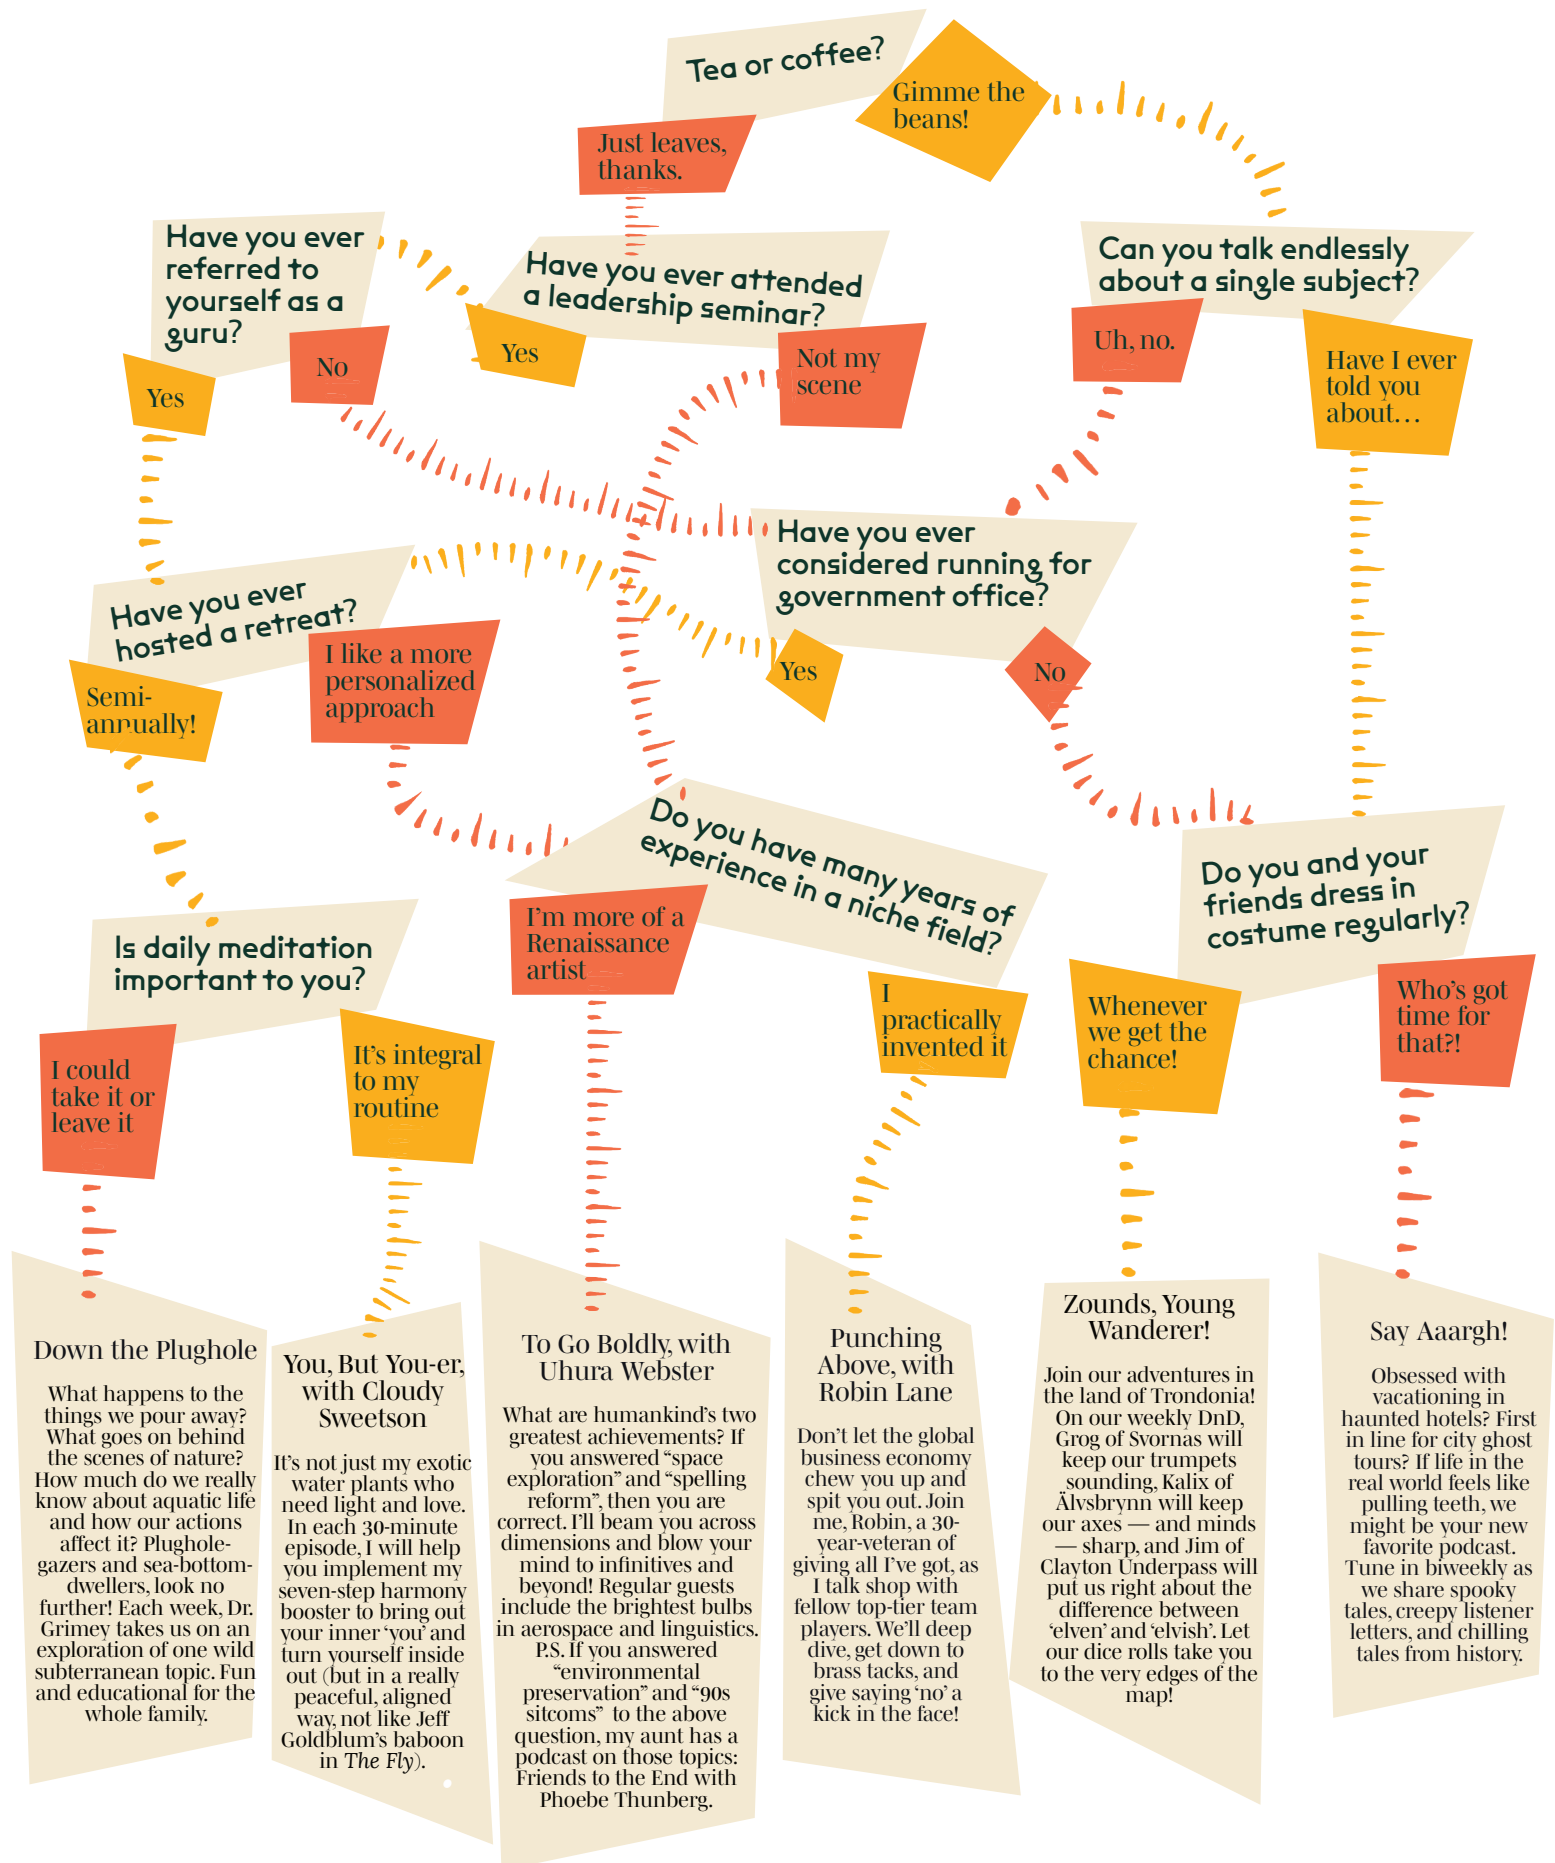 Tea or coffee?
Gimme the
beans!
Just leaves,
thanks.
Have you ever
referred to
yourself as a
guru?
Have you ever attended
a leadership seminar?
Can you talk endlessly
about a single subject?
No
Yes
Yes
Not my
scene
Uh, no.
Have I ever
told you
about…
Have you ever
considered running for
government office?
Have you ever
hosted a retreat?
Semi-
annually!
I like a more
personalized
approach
Yes
No
Do you have many years of
experience in a niche field?
Do you and your
friends dress in
costume regularly?
Is daily meditation
important to you?
I'm more of a
Renaissance
artist
I
practically
invented it
Whenever
we get the
chance!
Who's got
time for
that?!
I could
take it or
leave it
It's integral
to my
routine
Down the Plughole
What happens to the
things we pour away?
What goes on behind
the scenes of nature?
How much do we really
know about aquatic life
and how our actions
affect it? Plughole-
gazers and sea-bottom-
dwellers, look no
further! Each week, Dr.
Grimey takes us on an
exploration of one wild
subterranean topic. Fun
and educational for the
whole family.
You, But You-er,
with Cloudy
Sweetson
It's not just my exotic
water plants who
need light and love.
In each 30-minute
episode, I will help
you implement my
seven-step harmony
booster to bring out
your inner 'you' and
turn yourself inside
out (but in a really
peaceful, aligned
way, not like Jeff
Goldblum's baboon
in The Fly).
To Go Boldly, with
Uhura Webster
What are humankind's two
greatest achievements? If
you answered “space
exploration” and “spelling
reform”, then you are
correct. I'll beam you across
dimensions and blow your
mind to infinitives and
beyond! Regular guests
include the brightest bulbs
in aerospace and linguistics.
P.S. If you answered
“environmental
preservation” and “90s
sitcoms” to the above
question, my aunt has a
podcast on those topics:
Friends to the End with
Phoebe Thunberg.
Punching
Above, with
Robin Lane
Don't let the global
business economy
chew you up and
spit you out. Join
me, Robin, a 30-
year-veteran of
giving all I've got, as
I talk shop with
fellow top-tier team
players. We'll deep
dive, get down to
brass tacks, and
give saying 'no' a
kick in the face!
Zounds, Young
Wanderer!
Join our adventures in
the land of Trondonia!
On our weekly DnD,
Grog of Svornas will
keep our trumpets
sounding, Kalix of
Älvsbrynn will keep
our axes — and minds
— sharp, and Jim of
Clayton Underpass will
put us right about the
difference between
'elven' and 'elvish'. Let
our dice rolls take you
to the very edges of the
map!
Say Aaargh!
Obsessed with
vacationing in
haunted hotels? First
in line for city ghost
tours? If life in the
real world feels like
pulling teeth, we
might be your new
favorite podcast.
Tune in biweekly as
we share spooky
tales, creepy listener
letters, and chilling
tales from history.